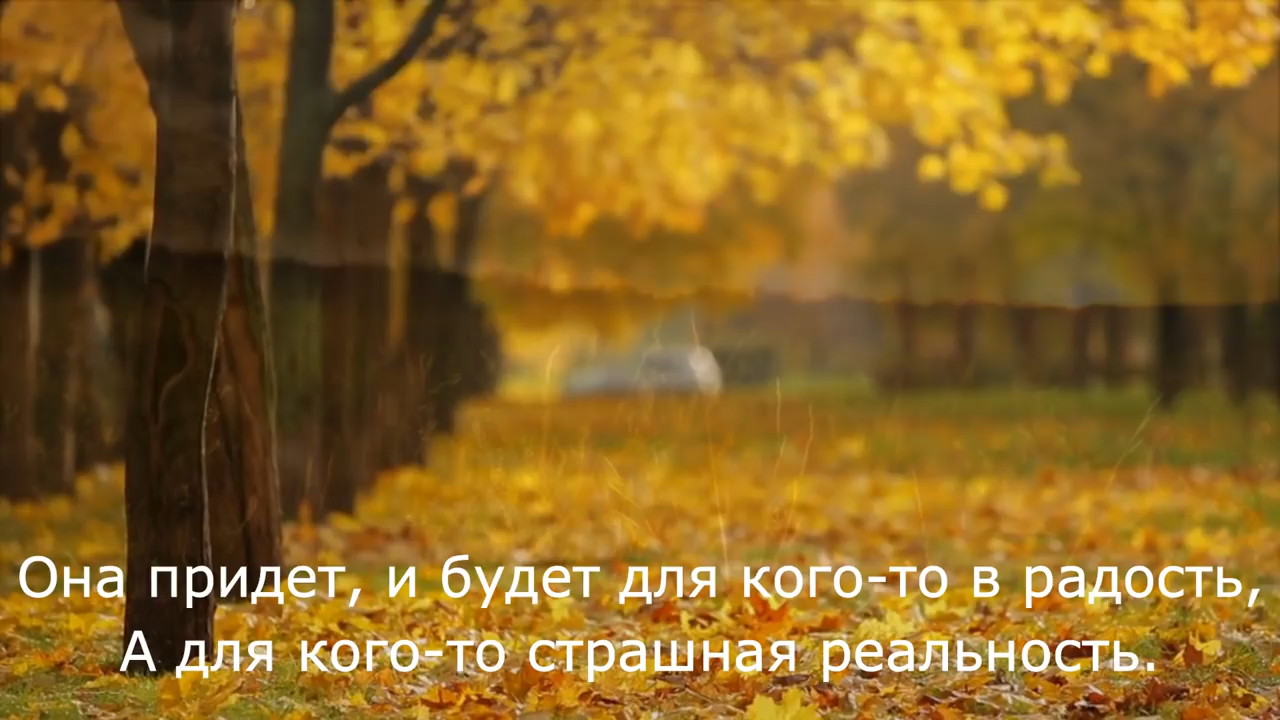 Она придет, и будет для кого-то в радость,
А для кого-то страшная реальность.